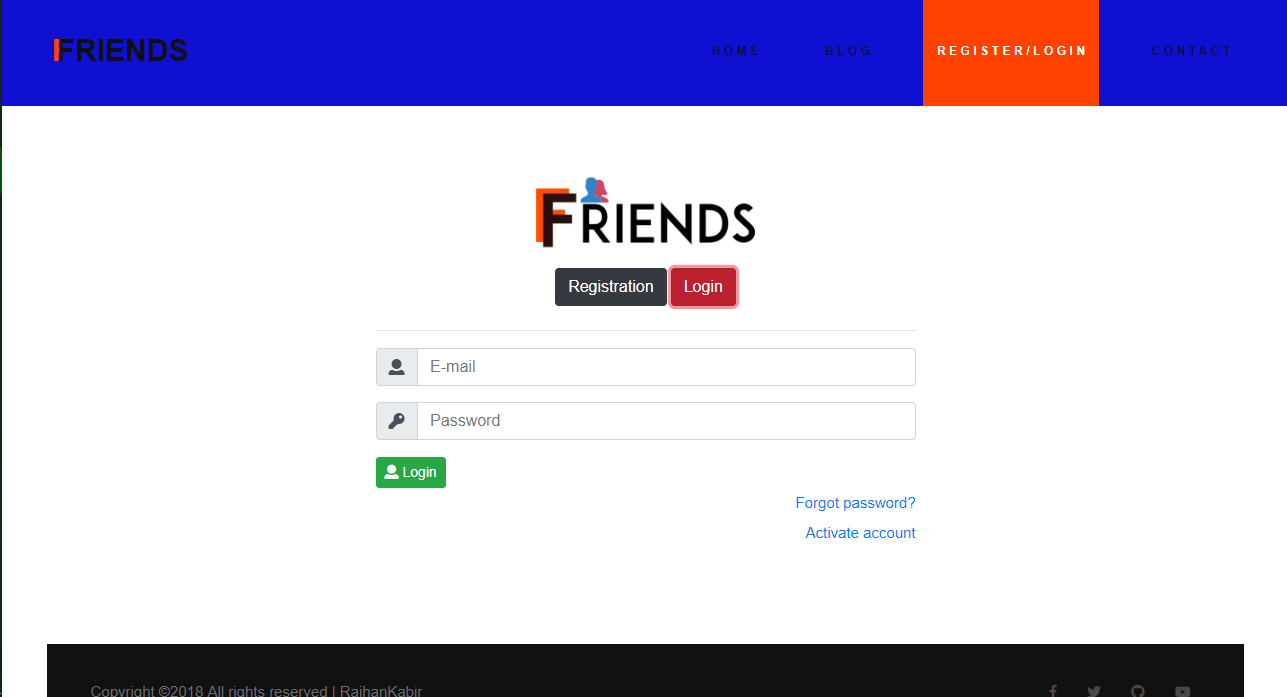 FRIENDS
HOME BLOG REGISTER/LOGIN CONTACT
FRIENDS
Registration Login
E-mail
Password
Login
Forgot password?
Activate account
Copyright ©2018 All rights reserved | RaihanKabir